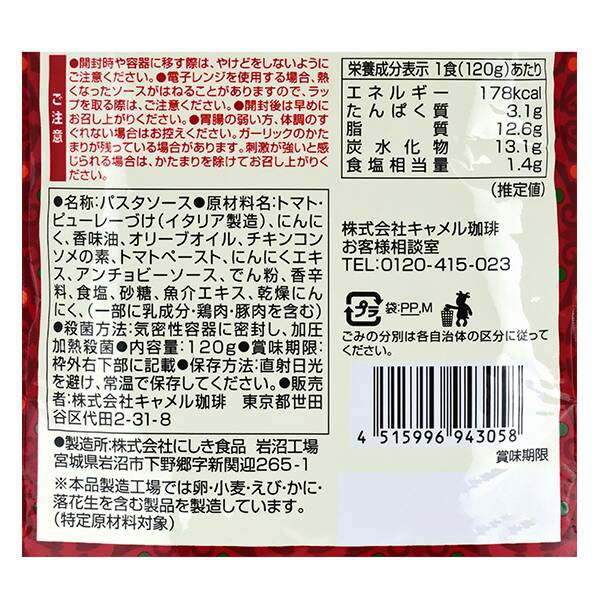 ご注意
●開封時や容器に移す際は、やけどをしないように
ご注意ください。●電子レンジを使用する場合、熱
くなったソースがはねることがありますので、ラッ
プを取る際は、ご注意ください。●開封後は早めに
お召し上がりください。●胃腸の弱い方、体調のす
ぐれない場合はお控えください。ガーリックのかた
まりが残っている場合があります。刺激が強いと感
じられる場合は、かたまりを除けてお召し上がりくだ
さい。
●名称:パスタソース●原材料名:トマト・
ピューレーづけ(イタリア製造)、にんに
く、香味油、オリーブオイル、チキンコン
ソメの素、トマトペースト、にんにくエキ
ス、アンチョビーソース、でん粉、香辛
料、食塩、砂糖、魚介エキス、乾燥にん
にく、(一部に乳成分・鶏肉・豚肉を含む)
●殺菌方法:気密性容器に密封し、加圧
加熱殺菌●内容量:120g●賞味期限:
枠外右下部に記載●保存方法:直射日光
を避け、常温で保存してください。●販売
者:株式会社キャメル珈琲 東京都世田
谷区代田2-31-8
●製造所:株式会社にしき食品 岩沼工場
宮城県岩沼市下野郷字新関迎265-1
※本品製造工場では卵・小麦・えび・かに・
落花生を含む製品を製造しています。
(特定原材料対象)
栄養成分表示 1食(120g)あたり
エネルギー 178kcal
たんぱく質 3.1g
脂質 12.6g
炭水化物 13.1g
食塩相当量 1.4g
(推定値)
株式会社キャメル珈琲
お客様相談室
TEL:0120-415-023
プラ 袋:PP,M
ごみの分別は各自治体の区分に従って
ください。
4 515996 943058
賞味期限